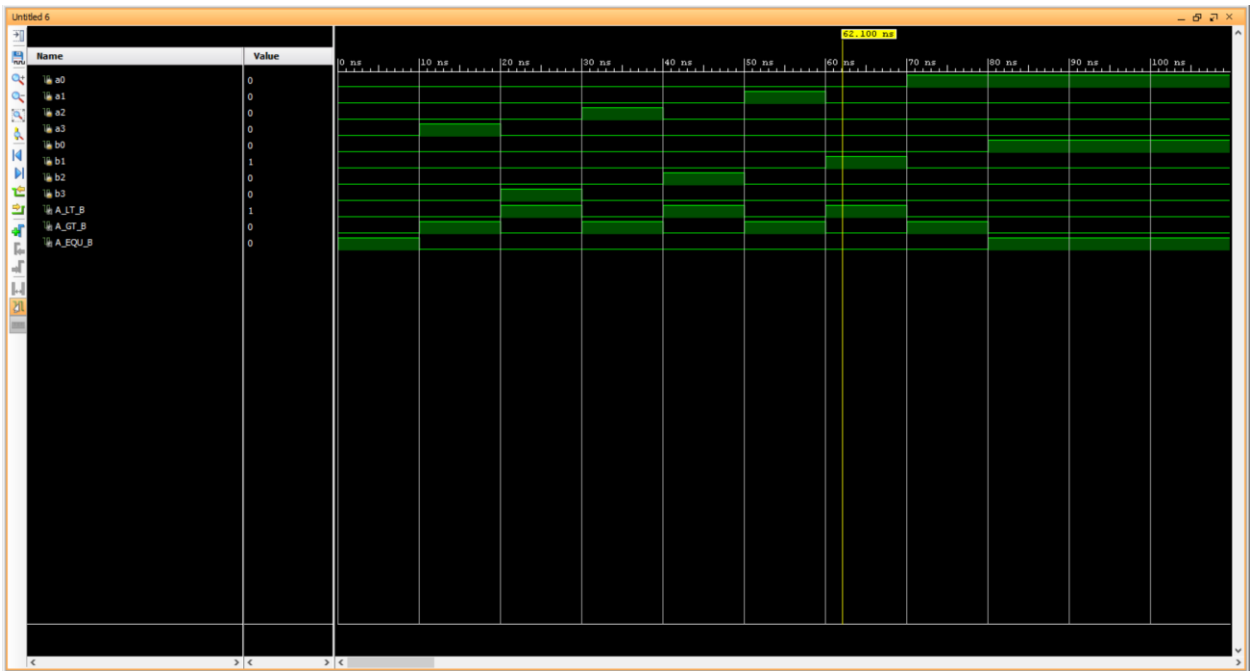 Untitled 6
62.100 ns
Name Value
0 ns 10 ns 20 ns 30 ns 40 ns 50 ns 60 ns 70 ns 80 ns 90 ns 100 ns
a0 0
a1 0
a2 0
a3 0
b0 0
b1 1
b2 0
b3 0
A_LT_B 1
A_GT_B 0
A_EQU_B 0